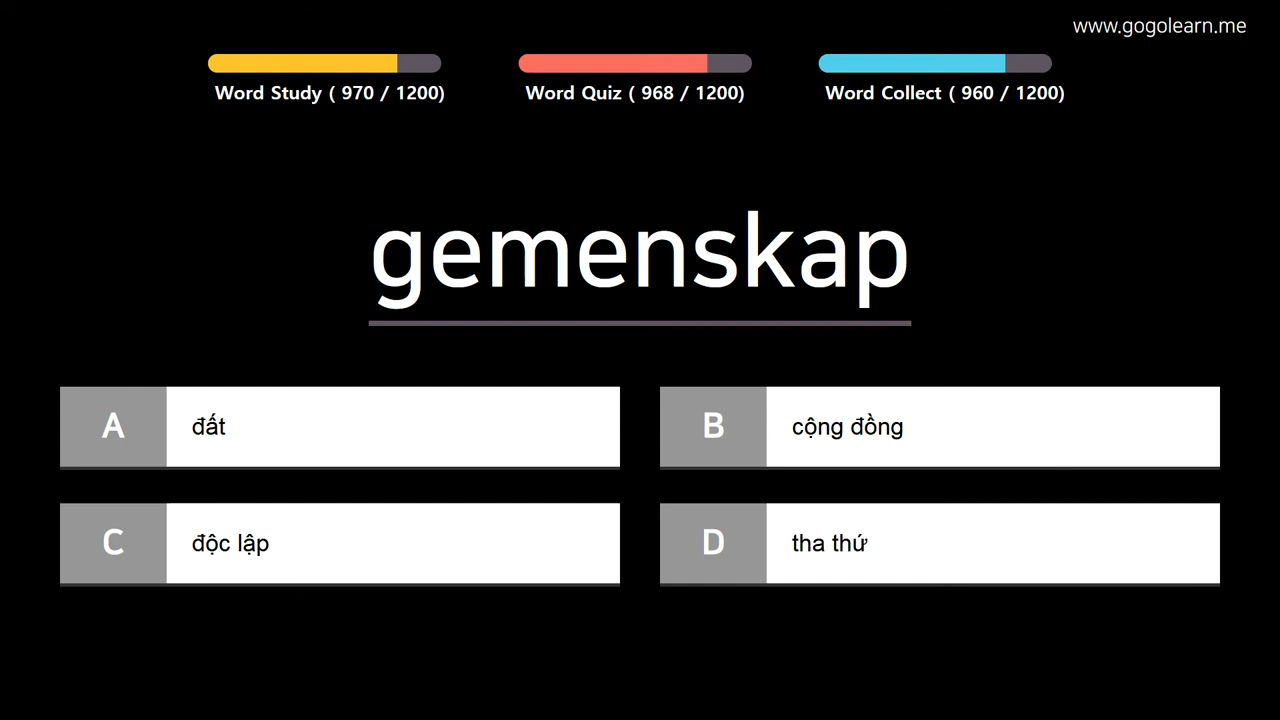 www.gogolearn.me
Word Study ( 970 / 1200)
Word Quiz ( 968 / 1200)
Word Collect ( 960 / 1200)
gemenskap
A
đất
B
cộng đồng
C
độc lập
D
tha thứ